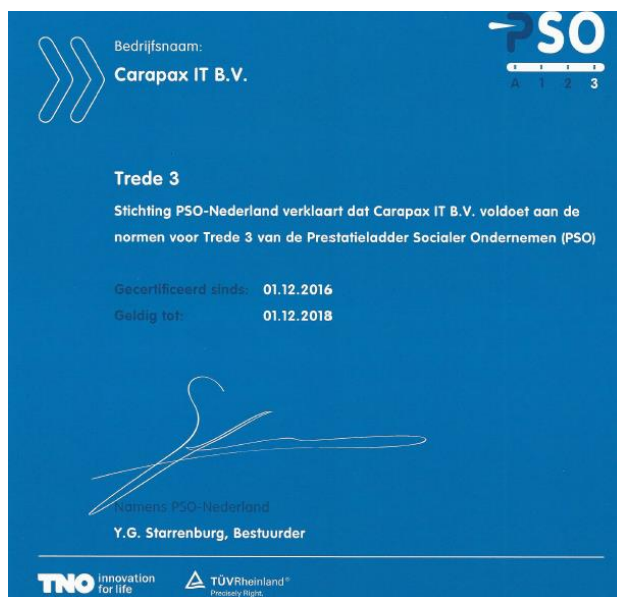 Bedrijfsnaam:
Carapax IT B.V.
PSO
A 1 2 3
Trede 3
Stichting PSO-Nederland verklaart dat Carapax IT B.V. voldoet aan de
normen voor Trede 3 van de Prestatieladder Socialer Ondernemen (PSO)
Gecertificeerd sinds: 01.12.2016
Geldig tot: 01.12.2018
Namens PSO-Nederland
Y.G. Starrenburg, Bestuurder
TNO innovation
for life
TÜVRheinland®
Precisely Right.